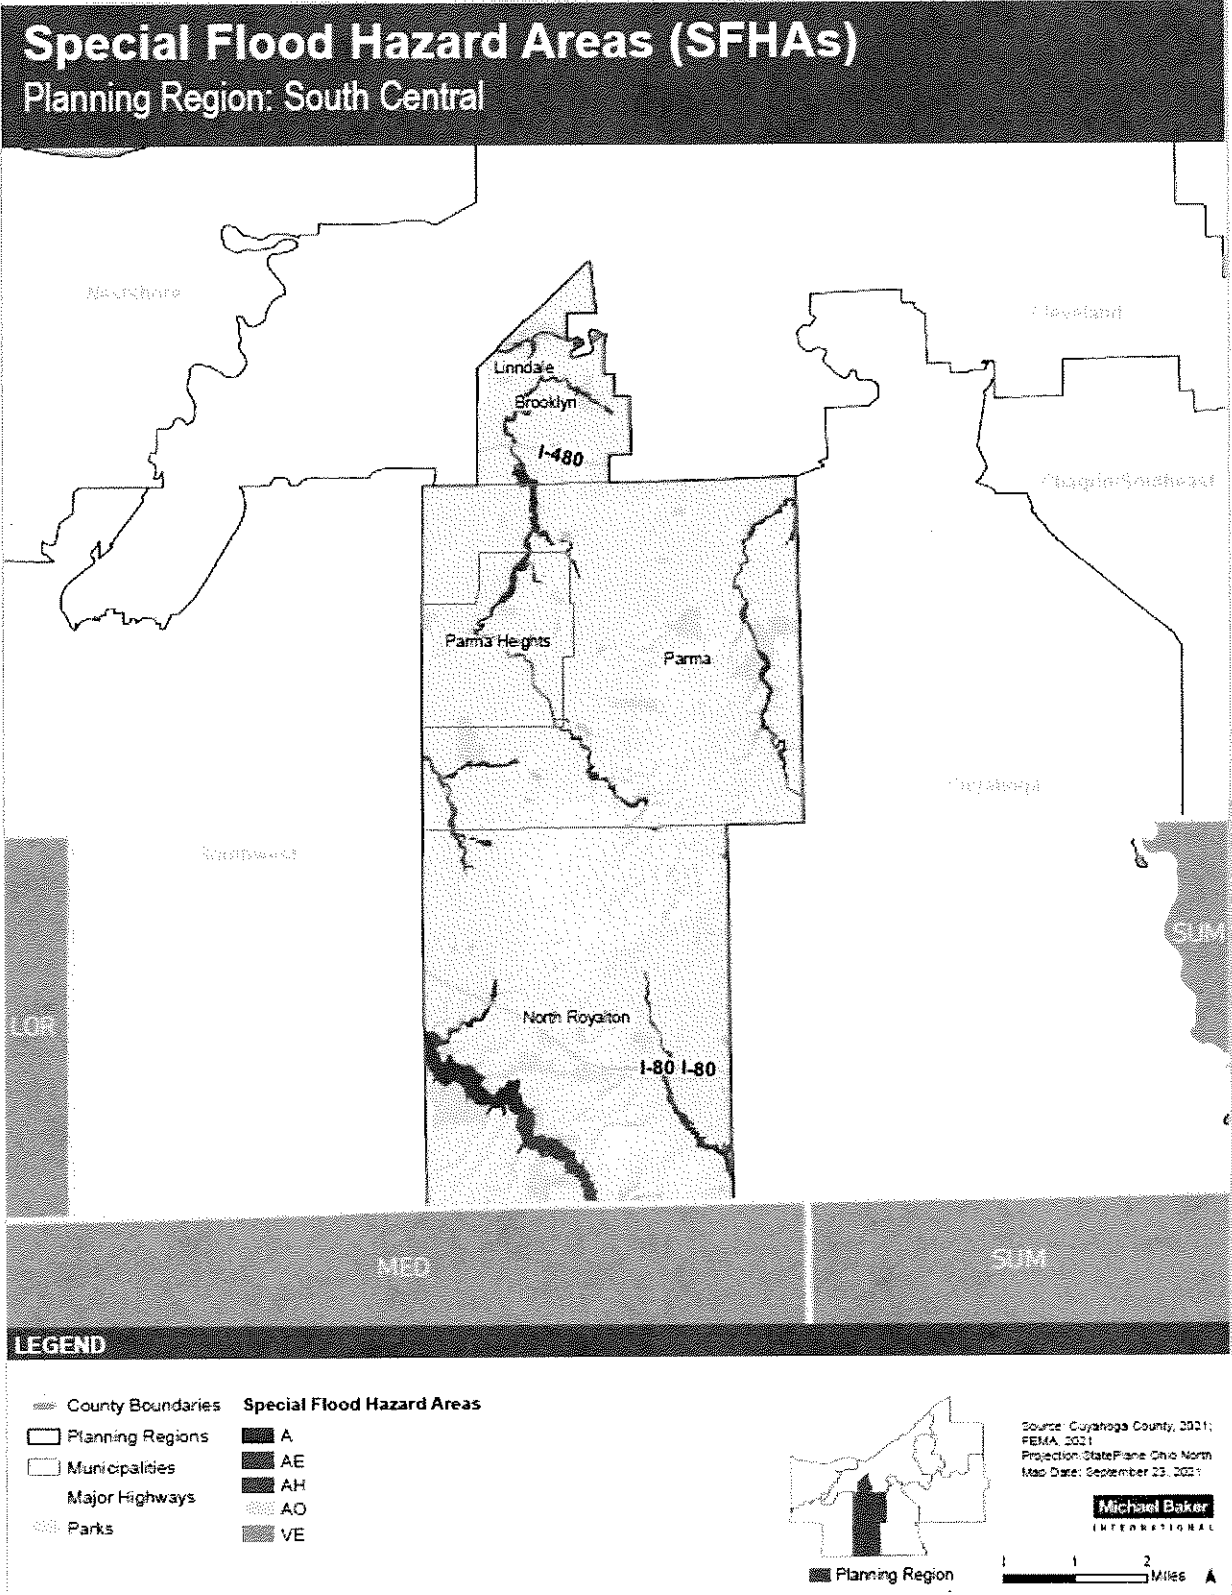 Special Flood Hazard Areas (SFHAs)
Planning Region: South Central
Westshore
Cleveland
Linndale
Brooklyn
I-480
Chagrin/Southeast
Parma Heights
Parma
Cuyahoga
Southwest
SUM
LOR
North Royalton
I-80 I-80
MED
SUM
LEGEND
County Boundaries
Planning Regions
Municipalities
Major Highways
Parks
Special Flood Hazard Areas
A
AE
AH
AO
VE
Planning Region
Source: Cuyahoga County, 2021;
FEMA, 2021
Projection: StatePlane Ohio North
Map Date: September 23, 2021
Michael Baker
INTERNATIONAL
1 1 2 Miles